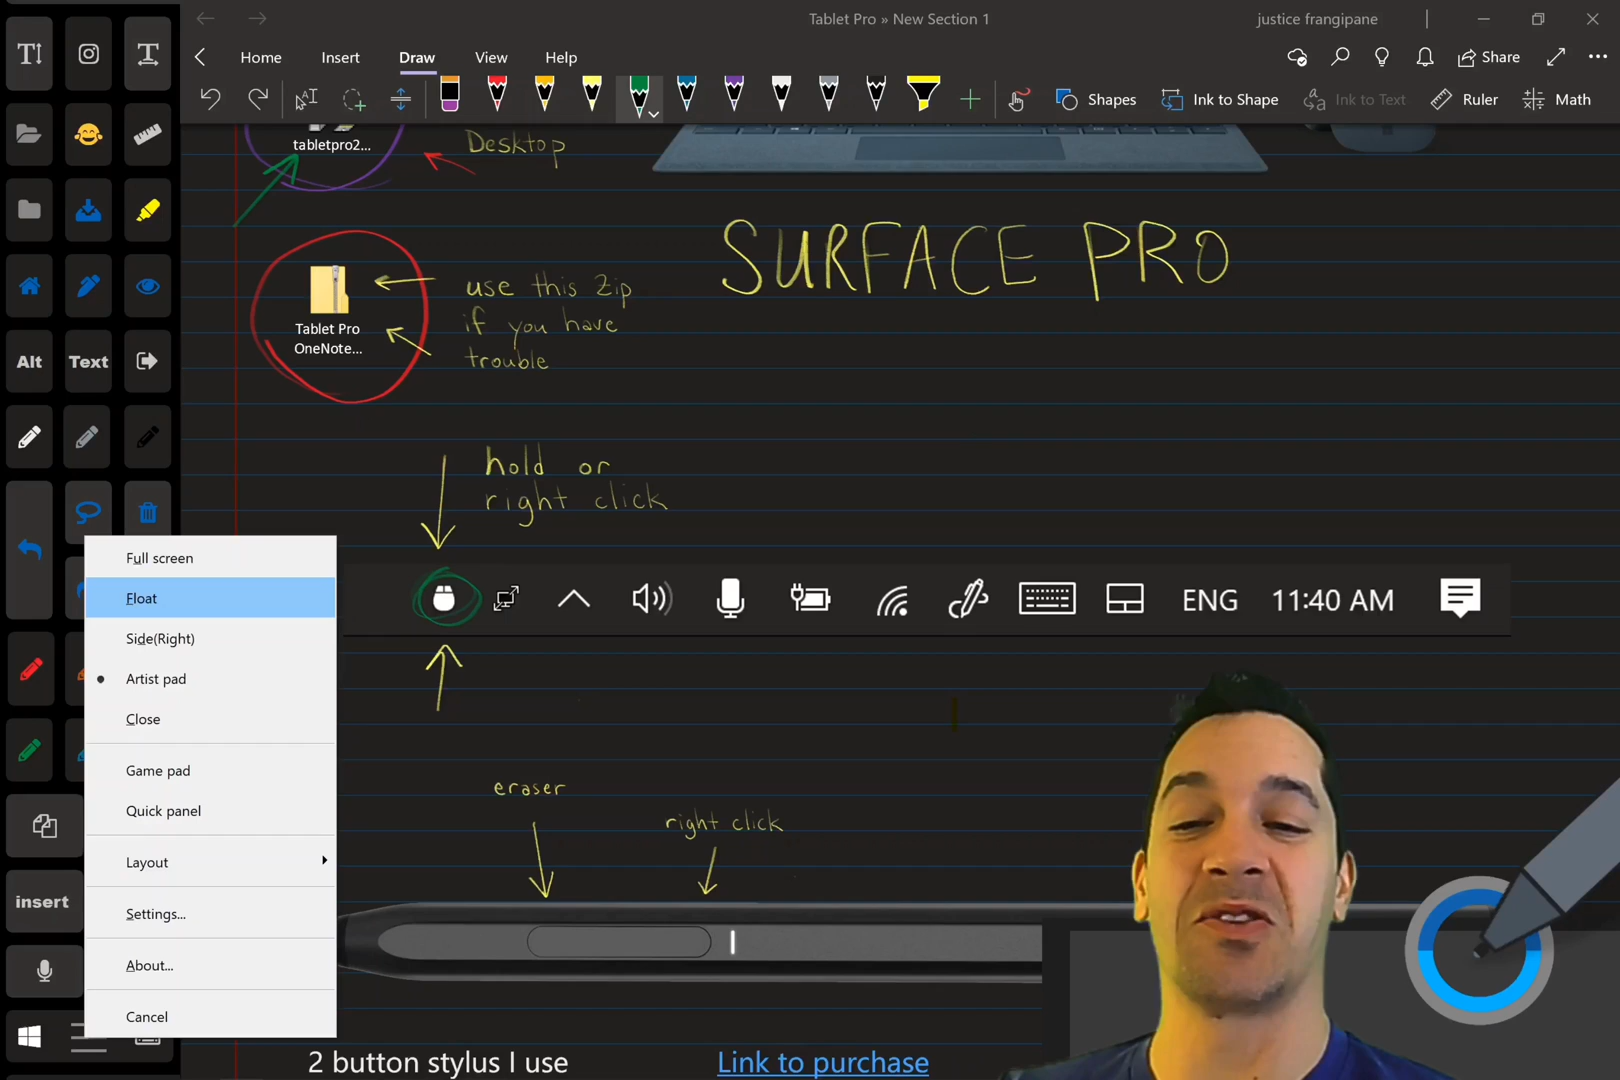 Tablet Pro » New Section 1
justice frangipane
Home
Insert
Draw
View
Help
Share
Shapes
Ink to Shape
Ink to Text
Ruler
Math
tabletpro2...
Desktop
SURFACE PRO
Tablet Pro
OneNote...
use this Zip
if you have
trouble
Alt
Text
hold or
right click
Full screen
Float
Side(Right)
Artist pad
Close
Game pad
Quick panel
Layout
Settings...
About...
Cancel
ENG
11:40 AM
eraser
right click
insert
2 button stylus I use
Link to purchase